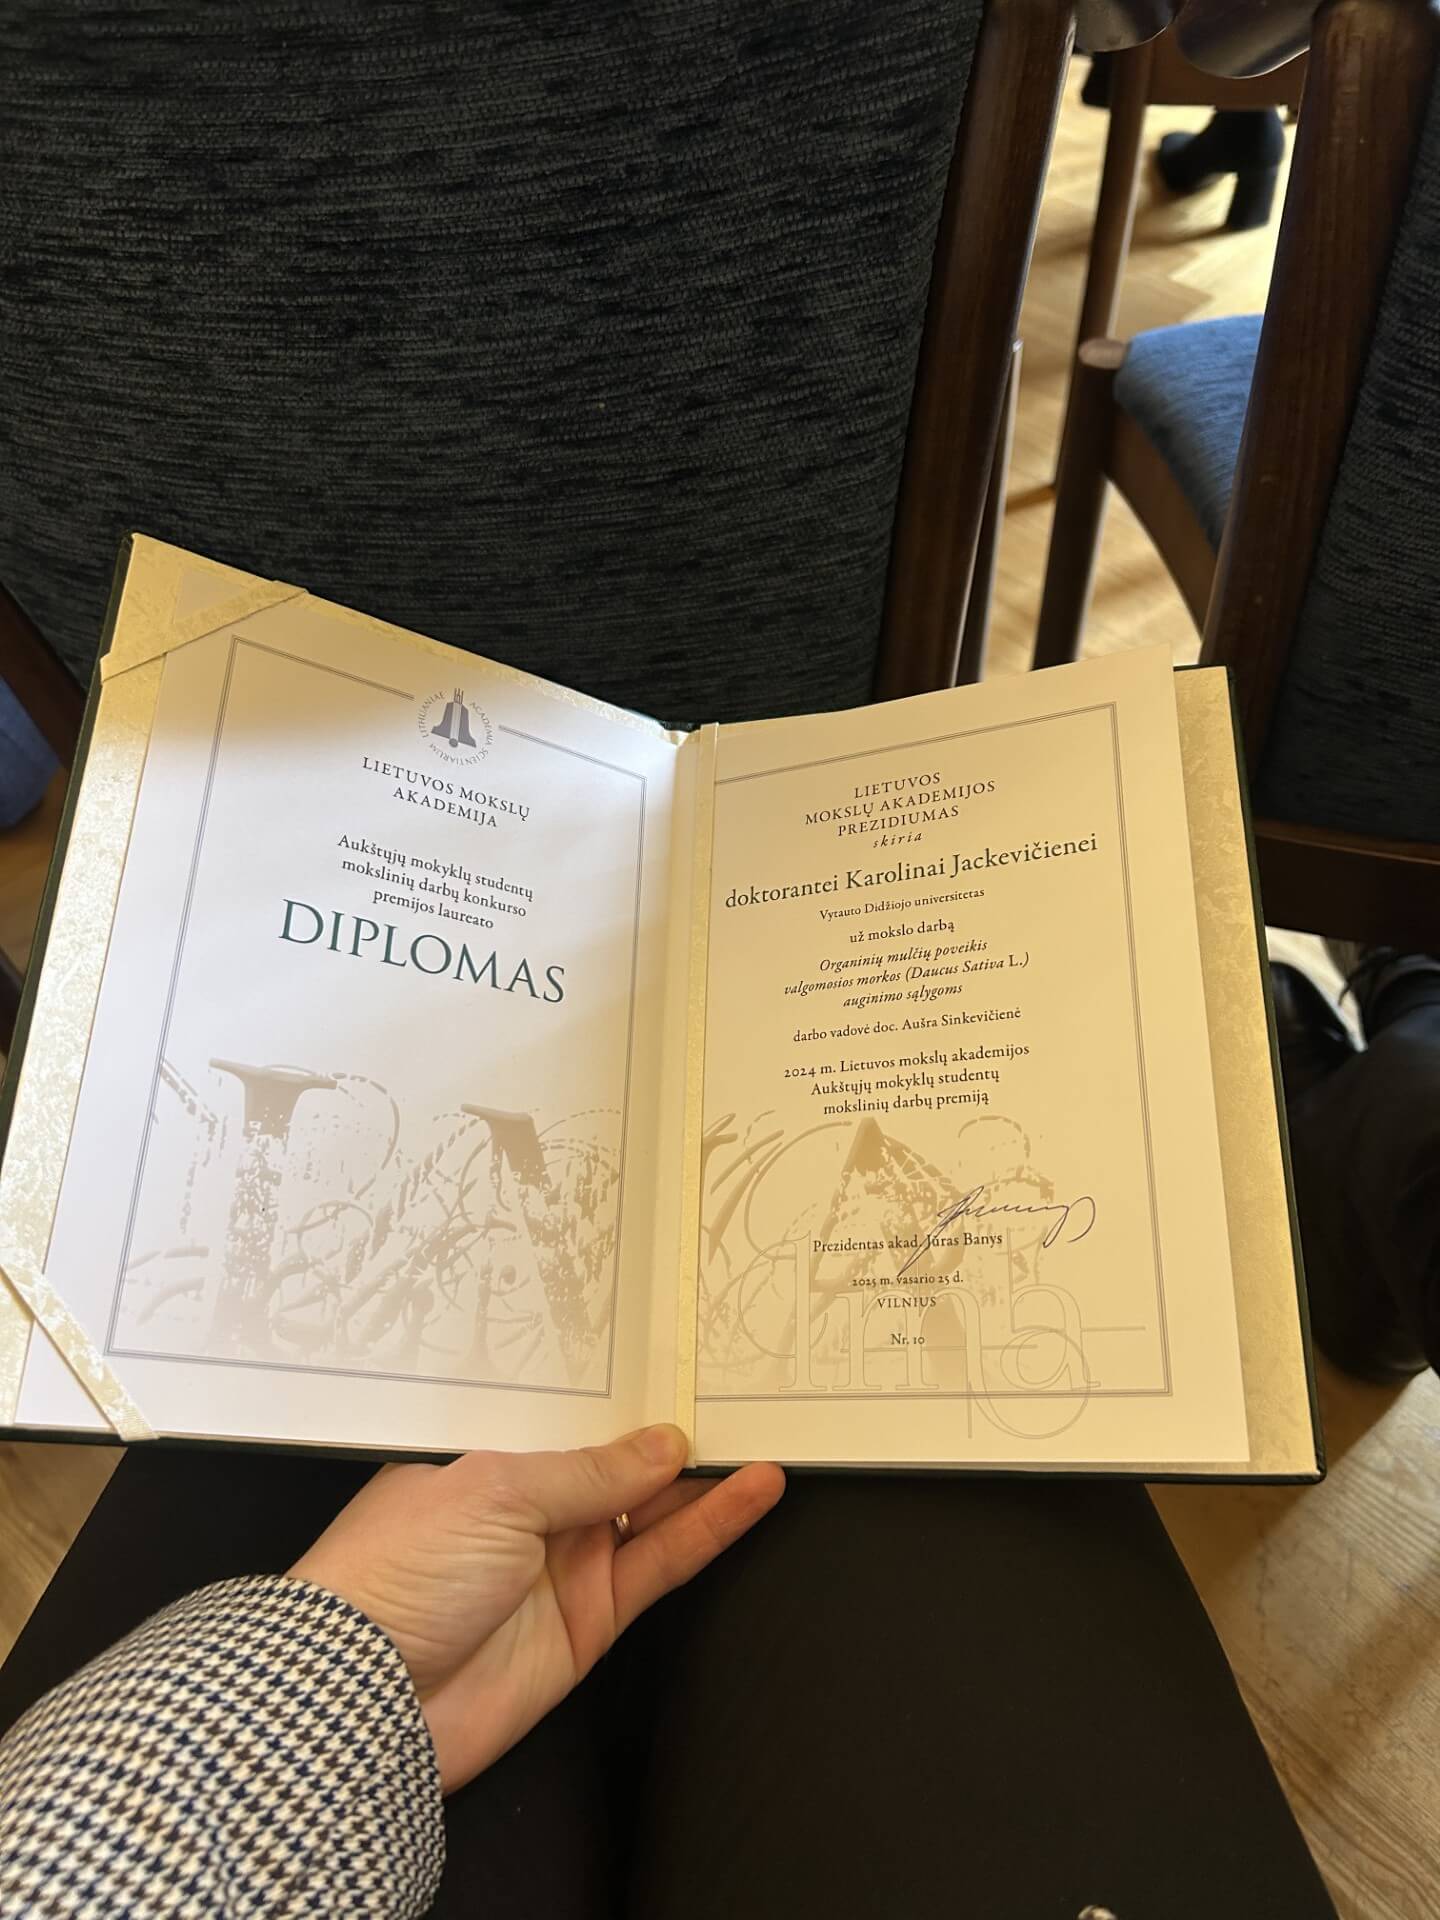 LITHUANIAE ACADEMIA SCIENTIARUM
LIETUVOS MOKSLŲ
AKADEMIJA
Aukštųjų mokyklų studentų
mokslinių darbų konkurso
premijos laureato
DIPLOMAS
LIETUVOS
MOKSLŲ AKADEMIJOS
PREZIDIUMAS
skiria
doktorantei Karolinai Jackevičienei
Vytauto Didžiojo universitetas
už mokslo darbą
Organinių mulčių poveikis
valgomosios morkos (Daucus Sativa L.)
auginimo sąlygoms
darbo vadovė doc. Aušra Sinkevičienė
2024 m. Lietuvos mokslų akademijos
Aukštųjų mokyklų studentų
mokslinių darbų premiją
Prezidentas akad. Jūras Banys
2025 m. vasario 25 d.
VILNIUS
Nr. 10
lma